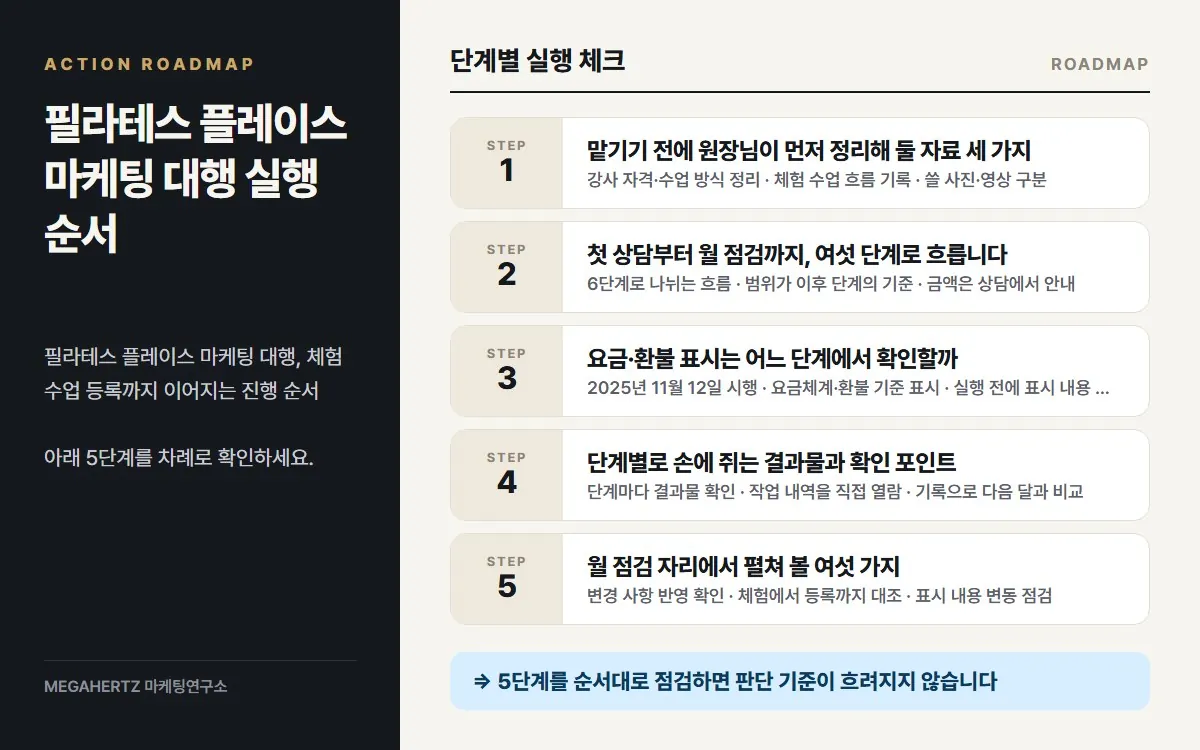 ACTION ROADMAP
필라테스 플레이스
마케팅 대행 실행
순서
필라테스 플레이스 마케팅 대행, 체험
수업 등록까지 이어지는 진행 순서
아래 5단계를 차례로 확인하세요.
MEGAHERTZ 마케팅연구소
단계별 실행 체크
ROADMAP
STEP
1
맡기기 전에 원장님이 먼저 정리해 둘 자료 세 가지
강사 자격·수업 방식 정리 · 체험 수업 흐름 기록 · 쓸 사진·영상 구분
STEP
2
첫 상담부터 월 점검까지, 여섯 단계로 흐릅니다
6단계로 나뉘는 흐름 · 범위가 이후 단계의 기준 · 금액은 상담에서 안내
STEP
3
요금·환불 표시는 어느 단계에서 확인할까
2025년 11월 12일 시행 · 요금체계·환불 기준 표시 · 실행 전에 표시 내용 ...
STEP
4
단계별로 손에 쥐는 결과물과 확인 포인트
단계마다 결과물 확인 · 작업 내역을 직접 열람 · 기록으로 다음 달과 비교
STEP
5
월 점검 자리에서 펼쳐 볼 여섯 가지
변경 사항 반영 확인 · 체험에서 등록까지 대조 · 표시 내용 변동 점검
→ 5단계를 순서대로 점검하면 판단 기준이 흐려지지 않습니다